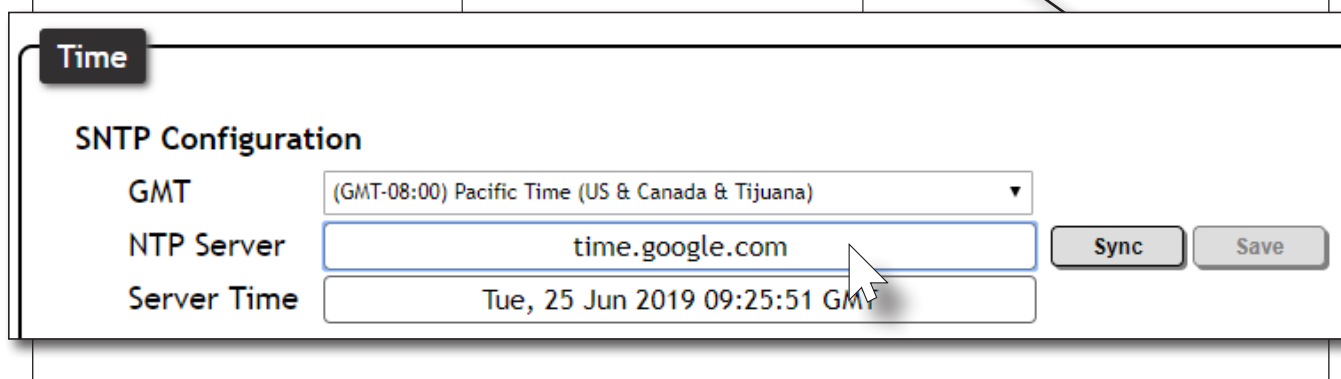 Time
SNTP Configuration
GMT (GMT-08:00) Pacific Time (US & Canada & Tijuana)
NTP Server time.google.com Sync Save
Server Time Tue, 25 Jun 2019 09:25:51 GMT